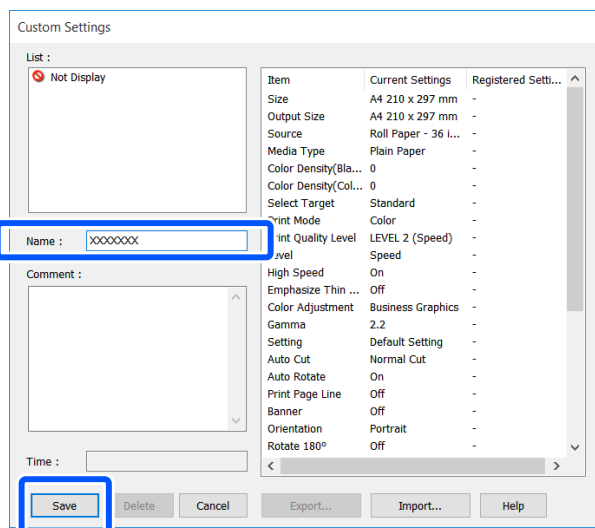 Custom Settings
List :
Not Display
Item Current Settings Registered Setti...
Size A4 210 x 297 mm -
Output Size A4 210 x 297 mm -
Source Roll Paper - 36 i... -
Media Type Plain Paper -
Color Density(Bla... 0 -
Color Density(Col... 0 -
Select Target Standard -
Print Mode Color -
Name : XXXXXXX
Print Quality Level LEVEL 2 (Speed) -
Level Speed -
Comment :
High Speed On -
Emphasize Thin ... Off -
Color Adjustment Business Graphics -
Gamma 2.2 -
Setting Default Setting -
Auto Cut Normal Cut -
Auto Rotate On -
Print Page Line Off -
Banner Off -
Orientation Portrait -
Rotate 180° Off -
Time :
Save Delete Cancel Export... Import... Help